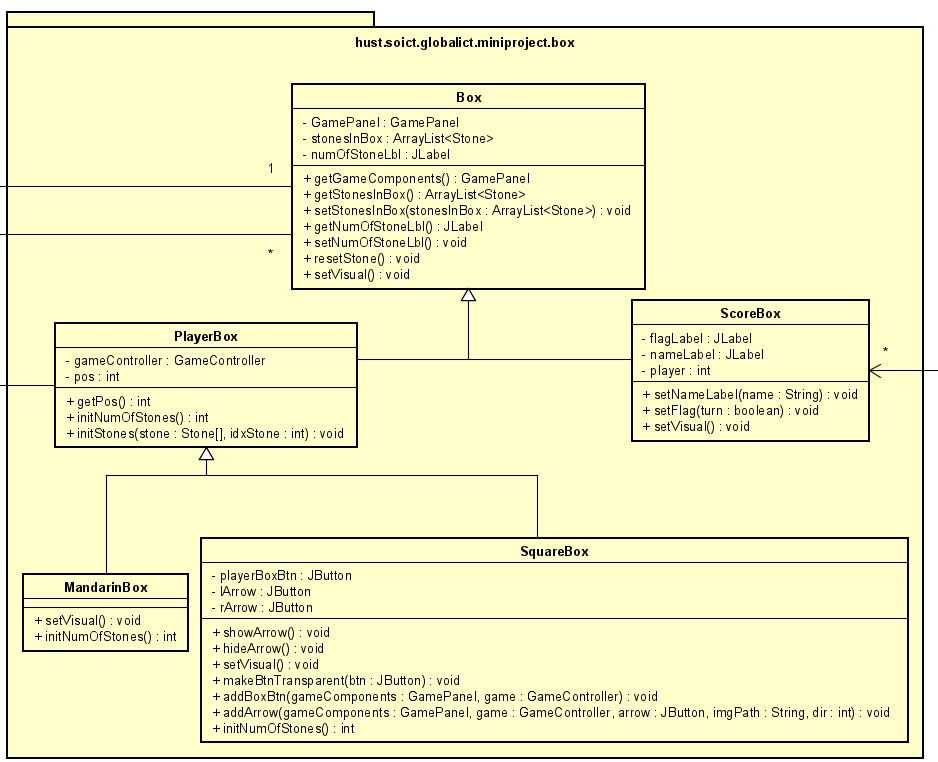 hust.soict.globalict.miniproject.box
Box
- GamePanel : GamePanel
- stonesInBox : ArrayList<Stone>
- numOfStoneLbl : JLabel
+ getGameComponents() : GamePanel
+ getStonesInBox() : ArrayList<Stone>
+ setStonesInBox(stonesInBox : ArrayList<Stone>) : void
+ getNumOfStoneLbl() : JLabel
+ setNumOfStoneLbl() : void
+ resetStone() : void
+ setVisual() : void
1
*
PlayerBox
- gameController : GameController
- pos : int
+ getPos() : int
+ initNumOfStones() : int
+ initStones(stone : Stone[], idxStone : int) : void
ScoreBox
- flagLabel : JLabel
- nameLabel : JLabel
- player : int
+ setNameLabel(name : String) : void
+ setFlag(turn : boolean) : void
+ setVisual() : void
*
MandarinBox
+ setVisual() : void
+ initNumOfStones() : int
SquareBox
- playerBoxBtn : JButton
- lArrow : JButton
- rArrow : JButton
+ showArrow() : void
+ hideArrow() : void
+ setVisual() : void
+ makeBtnTransparent(btn : JButton) : void
+ addBoxBtn(gameComponents : GamePanel, game : GameController) : void
+ addArrow(gameComponents : GamePanel, game : GameController, arrow : JButton, imgPath : String, dir : int) : void
+ initNumOfStones() : int